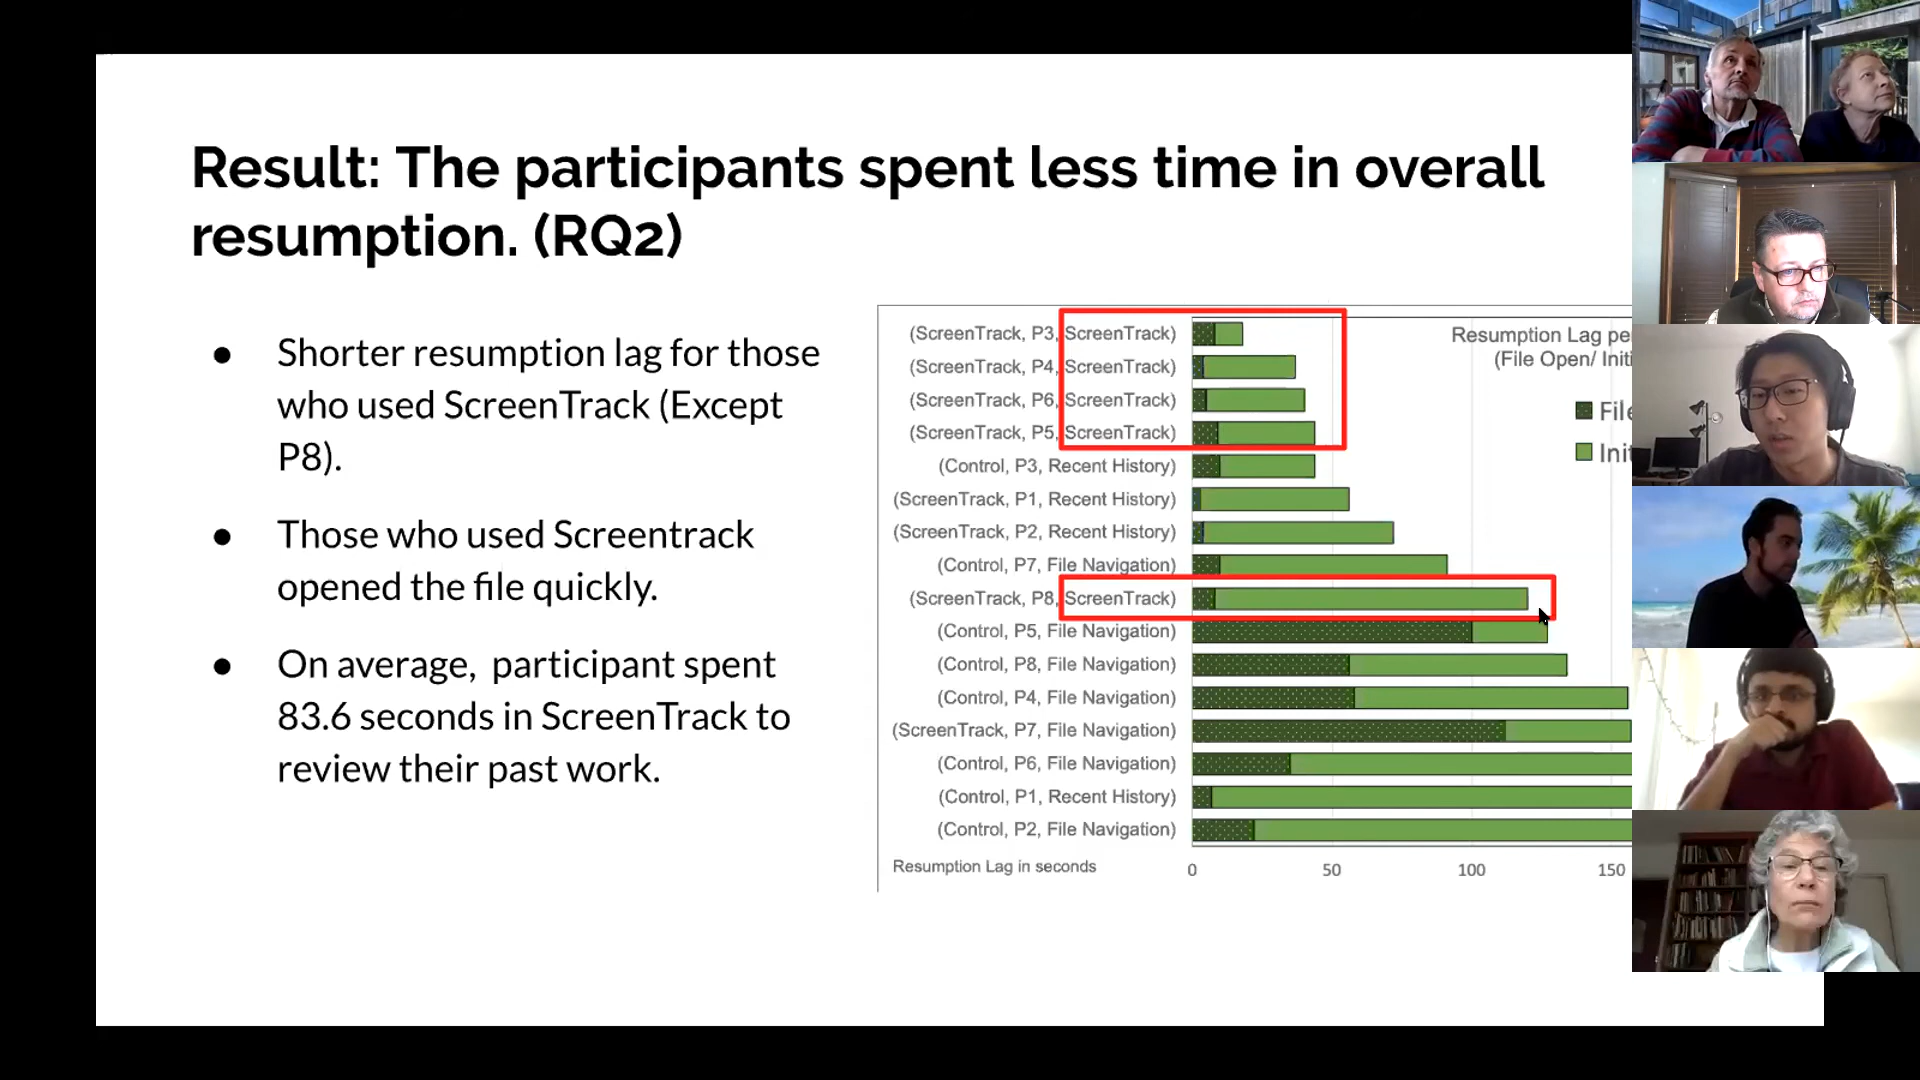 Result: The participants spent less time in overall
resumption. (RQ2)
● Shorter resumption lag for those
who used ScreenTrack (Except
P8).
● Those who used Screentrack
opened the file quickly.
● On average, participant spent
83.6 seconds in ScreenTrack to
review their past work.
(ScreenTrack, P3, ScreenTrack)
(ScreenTrack, P4, ScreenTrack)
(ScreenTrack, P6, ScreenTrack)
(ScreenTrack, P5, ScreenTrack)
(Control, P3, Recent History)
(ScreenTrack, P1, Recent History)
(ScreenTrack, P2, Recent History)
(Control, P7, File Navigation)
(ScreenTrack, P8, ScreenTrack)
(Control, P5, File Navigation)
(Control, P8, File Navigation)
(Control, P4, File Navigation)
(ScreenTrack, P7, File Navigation)
(Control, P6, File Navigation)
(Control, P1, Recent History)
(Control, P2, File Navigation)
Resumption Lag in seconds
0 50 100 150
Resumption Lag
(File Open/